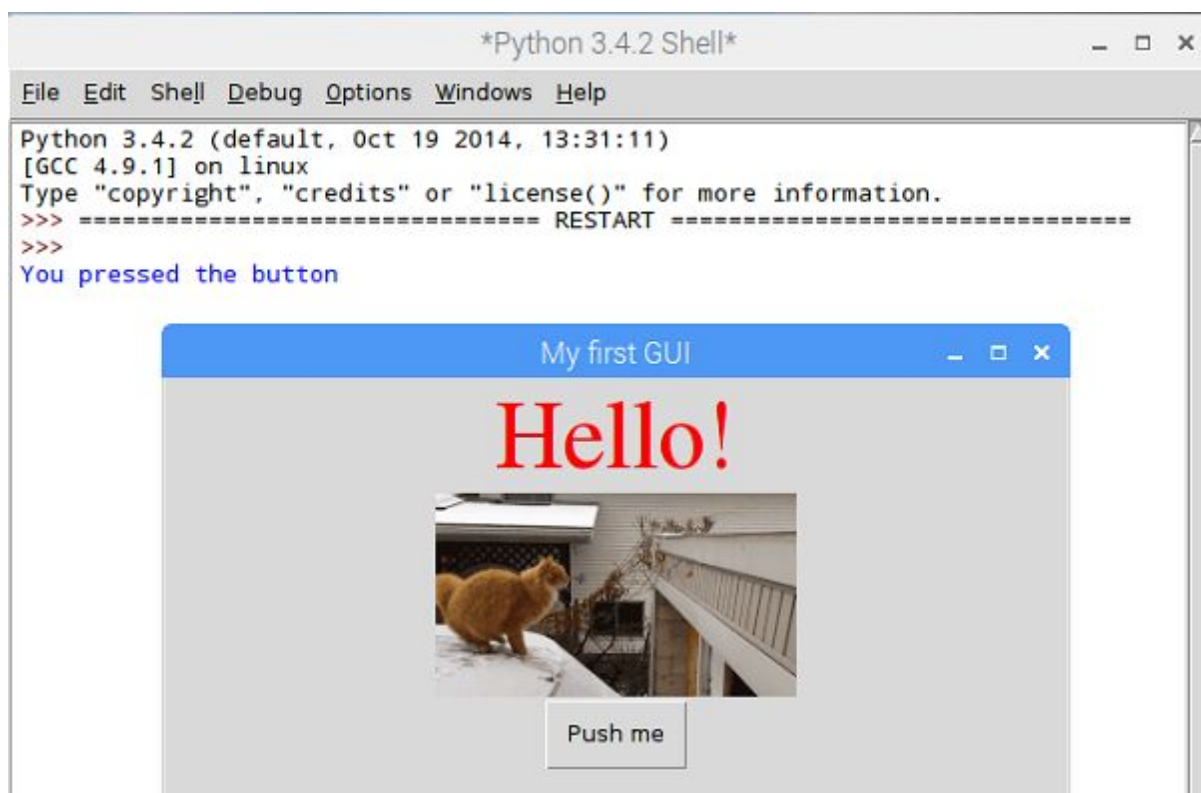 *Python 3.4.2 Shell*
File Edit Shell Debug Options Windows Help
Python 3.4.2 (default, Oct 19 2014, 13:31:11)
[GCC 4.9.1] on linux
Type "copyright", "credits" or "license()" for more information.
>>> ================================ RESTART ================================
>>>
You pressed the button
My first GUI
Hello!
Push me